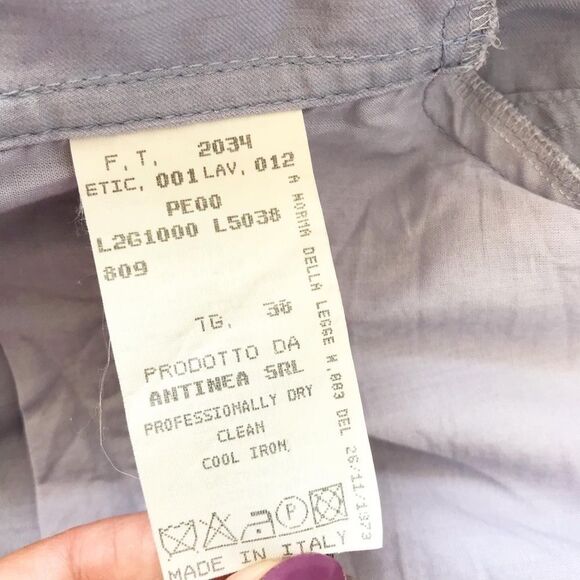 F.T. 2034
ETIC. 001 LAV. 012
PE00
L2G1000 L5038
809
TG. 38
PRODOTTO DA
ANTINEA SRL
PROFESSIONALLY DRY
CLEAN
COOL IRON.
P
MADE IN ITALY
A NORMA DELLA LEGGE N.883 DEL 26/11/1973